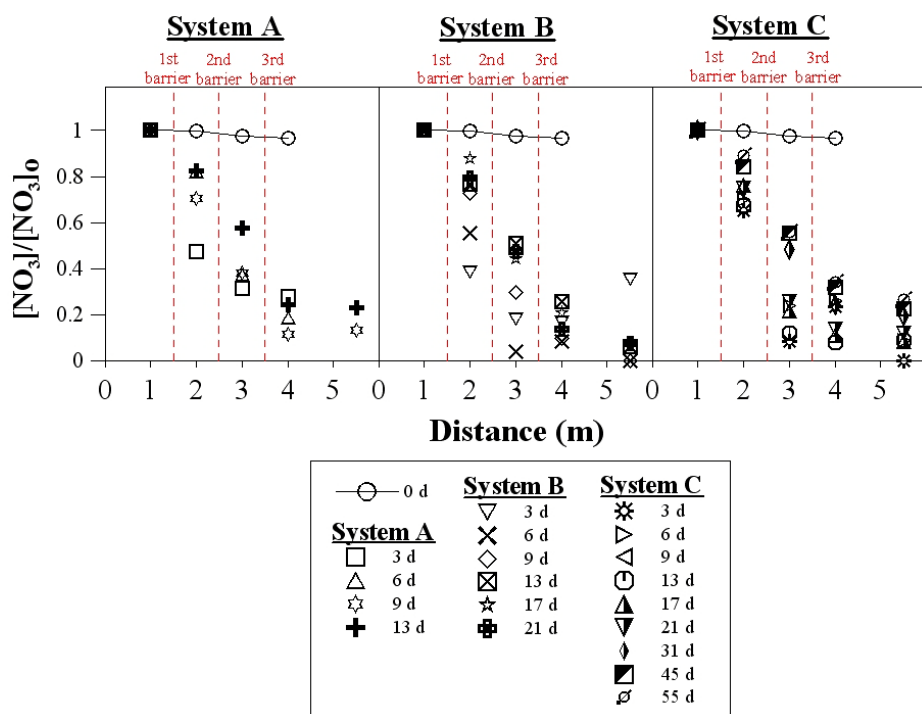 System A System B System C
1st barrier 2nd barrier 3rd barrier 1st barrier 2nd barrier 3rd barrier 1st barrier 2nd barrier 3rd barrier
[NO3]/[NO3]o
1
0.8
0.6
0.4
0.2
0
0 1 2 3 4 5 0 1 2 3 4 5 0 1 2 3 4 5
Distance (m)
0 d
System A
3 d
6 d
9 d
13 d
System B
3 d
6 d
9 d
13 d
17 d
21 d
System C
3 d
6 d
9 d
13 d
17 d
21 d
31 d
45 d
55 d